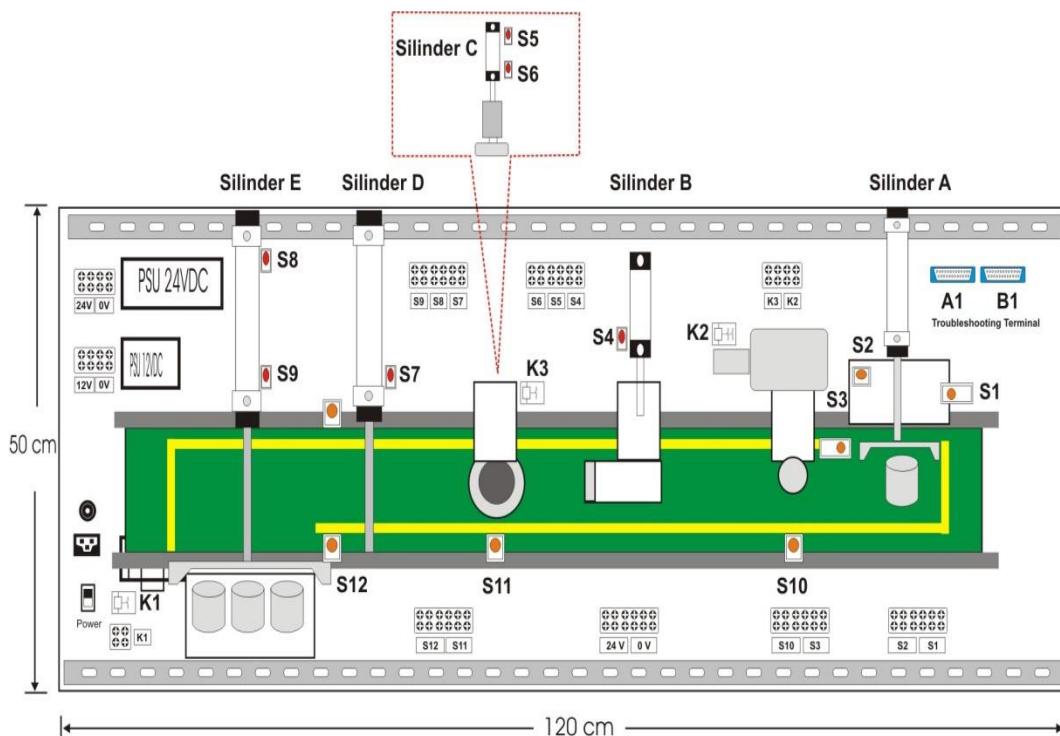 Silinder C
S5
S6
Silinder E
Silinder D
Silinder B
Silinder A
S8
PSU 24VDC
24V 0V
S9 S8 S7
S6 S5 S4
K3 K2
A1
B1
Troubleshooting Terminal
PSU 12VDC
12V 0V
S9
S7
K3
S4
K2
S2
S3
S1
50 cm
S12
S11
S10
K1
Power
K1
S12 S11
24 V 0 V
S10 S3
S2 S1
120 cm